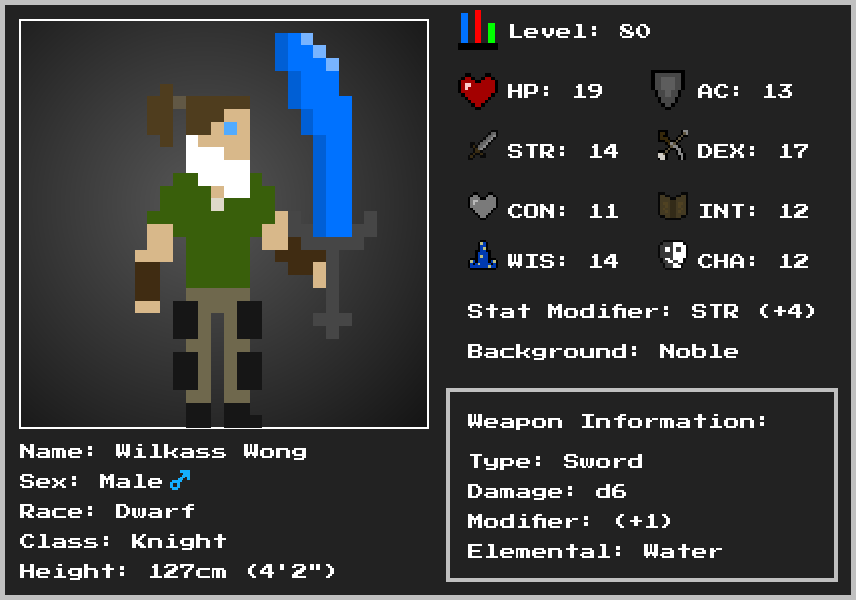 Level: 80
HP: 19
AC: 13
STR: 14
DEX: 17
CON: 11
INT: 12
WIS: 14
CHA: 12
Stat Modifier: STR (+4)
Background: Noble
Weapon Information:
Type: Sword
Damage: d6
Modifier: (+1)
Elemental: Water
Name: Wilkass Wong
Sex: Male♂
Race: Dwarf
Class: Knight
Height: 127cm (4'2")